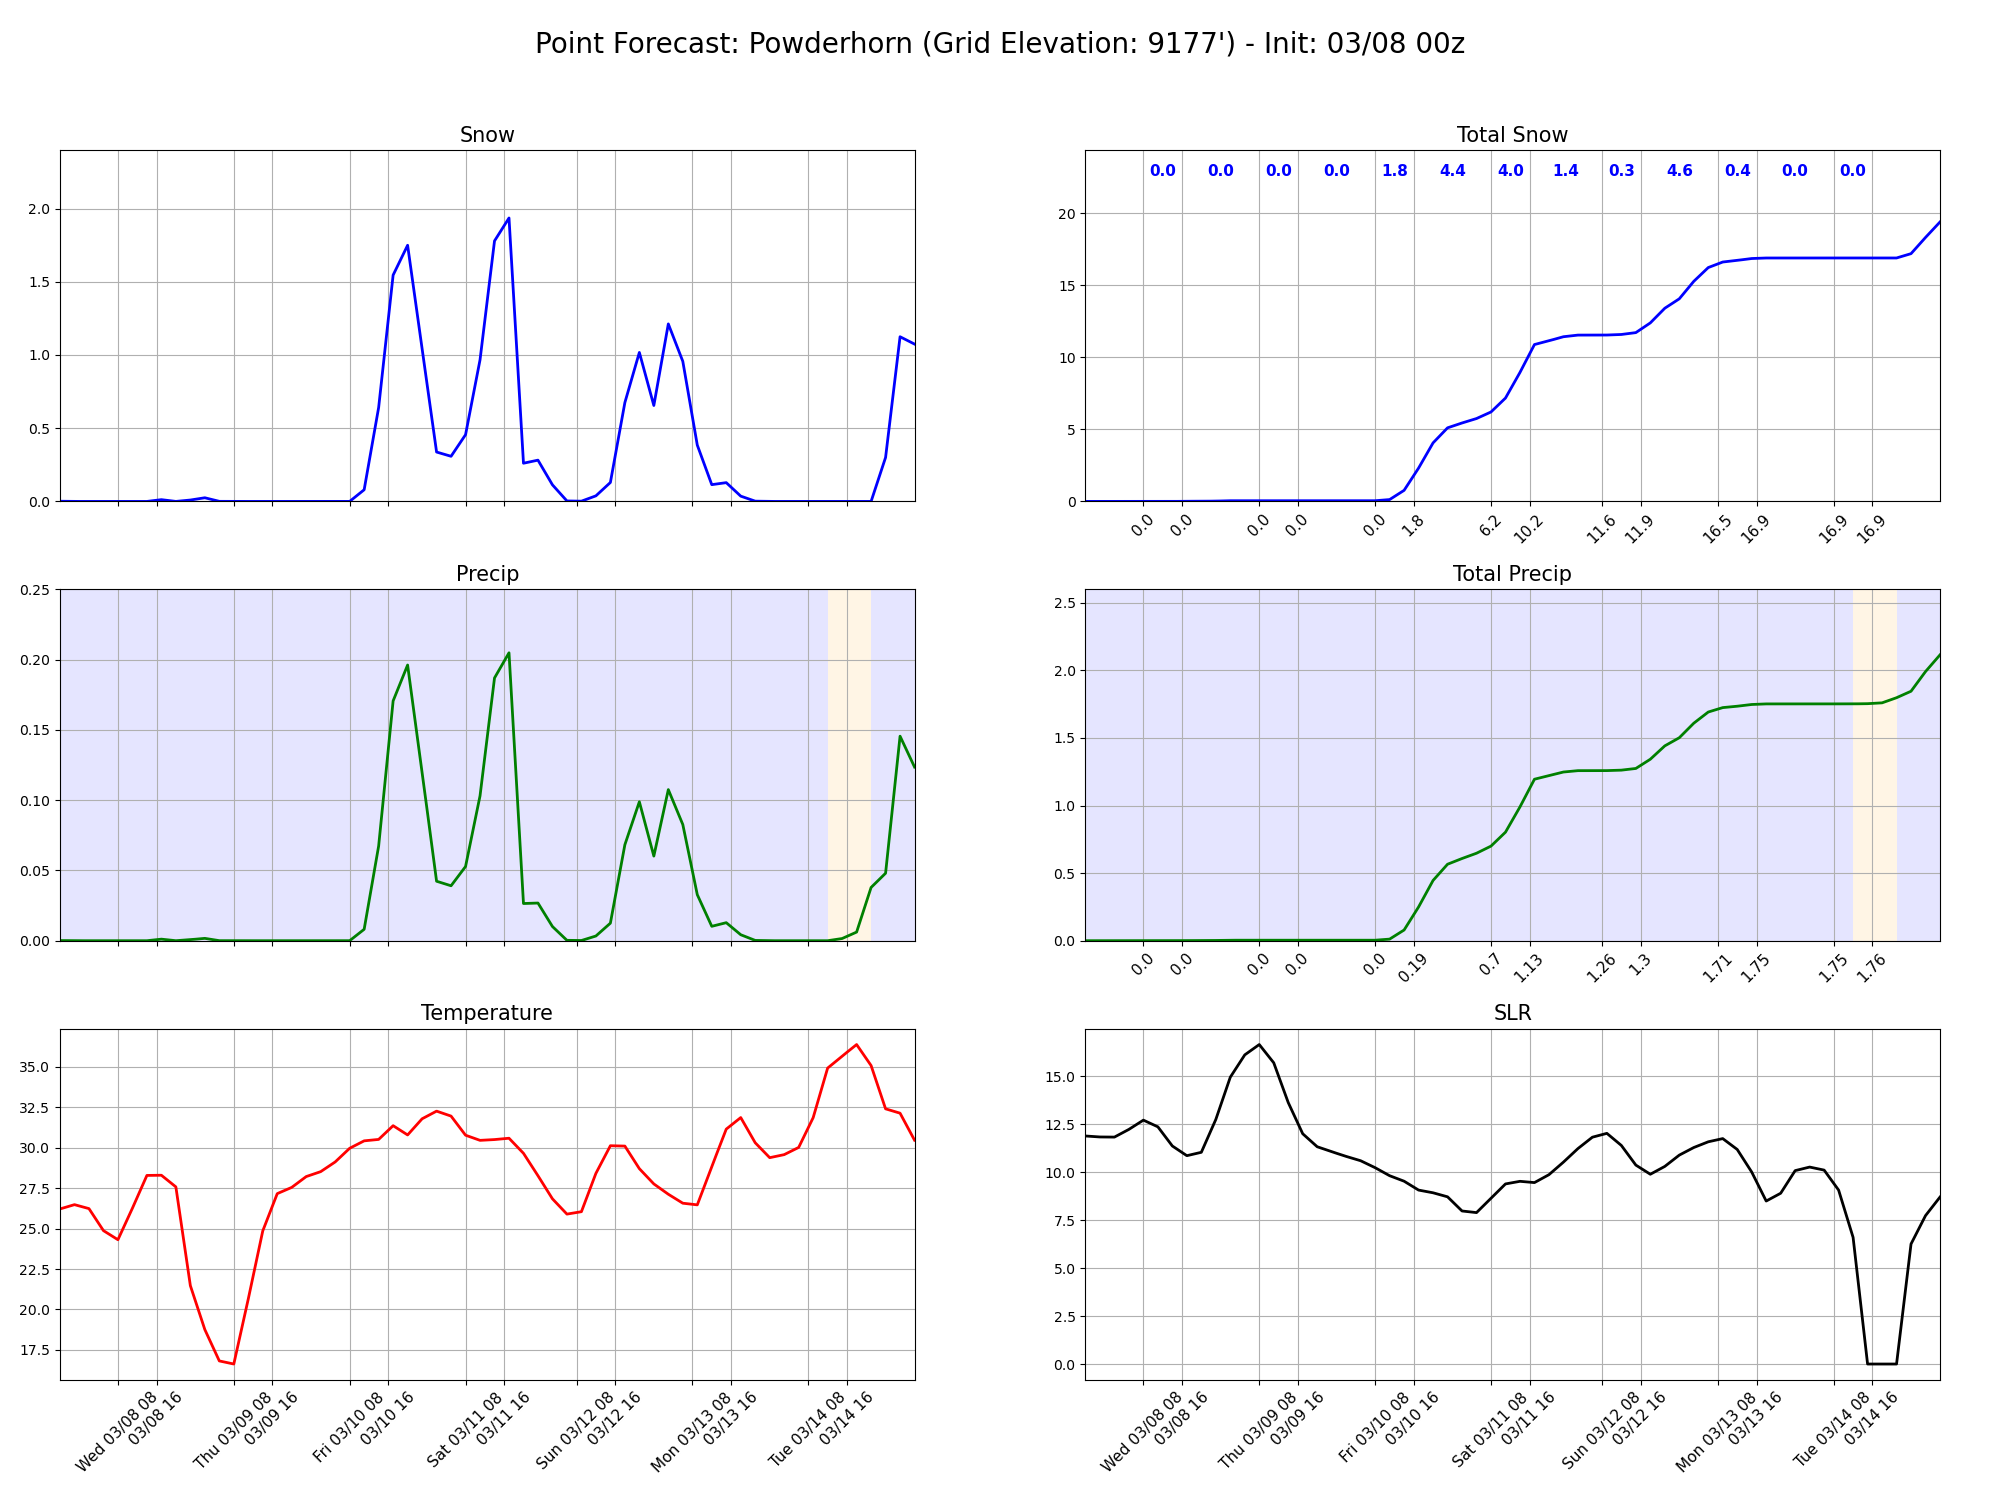 Point Forecast: Powderhorn (Grid Elevation: 9177') - Init: 03/08 00z
Snow
2.0
1.5
1.0
0.5
0.0
Total Snow
0.0 0.0 0.0 0.0 1.8 4.4 4.0 1.4 0.3 4.6 0.4 0.0 0.0
20
15
10
5
0
0.0 0.0 0.0 0.0 0.0 1.8 6.2 10.2 11.6 11.9 16.5 16.9 16.9 16.9
Precip
0.25
0.20
0.15
0.10
0.05
0.00
Total Precip
2.5
2.0
1.5
1.0
0.5
0.0
0.0 0.0 0.0 0.0 0.0 0.19 0.7 1.13 1.26 1.3 1.71 1.75 1.75 1.76
Temperature
35.0
32.5
30.0
27.5
25.0
22.5
20.0
17.5
Wed 03/08 08
03/08 16
Thu 03/09 08
03/09 16
Fri 03/10 08
03/10 16
Sat 03/11 08
03/11 16
Sun 03/12 08
03/12 16
Mon 03/13 08
03/13 16
Tue 03/14 08
03/14 16
SLR
15.0
12.5
10.0
7.5
5.0
2.5
0.0
Wed 03/08 08
03/08 16
Thu 03/09 08
03/09 16
Fri 03/10 08
03/10 16
Sat 03/11 08
03/11 16
Sun 03/12 08
03/12 16
Mon 03/13 08
03/13 16
Tue 03/14 08
03/14 16